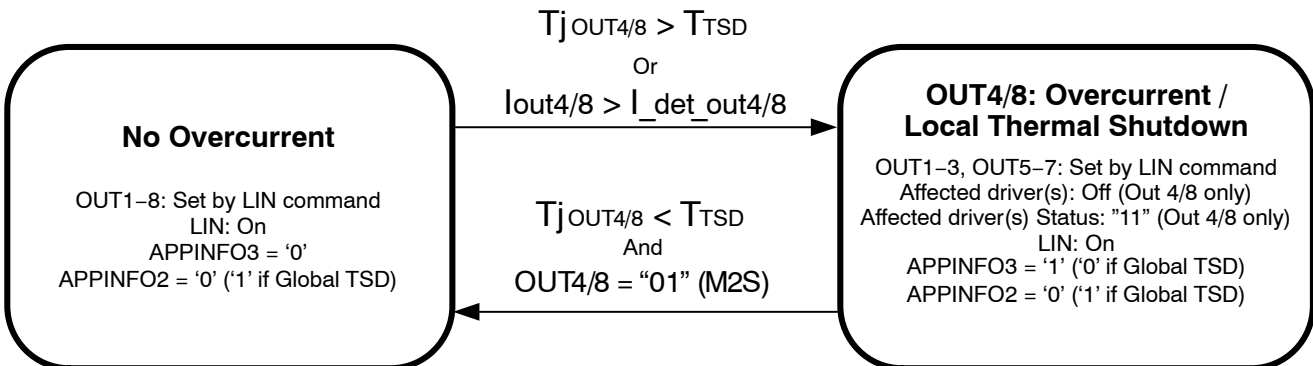 Tj OUT4/8 > TTSD
Or
Iout4/8 > I_det_out4/8
No Overcurrent
OUT1–8: Set by LIN command
LIN: On
APPINFO3 = ‘0’
APPINFO2 = ‘0’ (‘1’ if Global TSD)
Tj OUT4/8 < TTSD
And
OUT4/8 = “01” (M2S)
OUT4/8: Overcurrent /
Local Thermal Shutdown
OUT1–3, OUT5–7: Set by LIN command
Affected driver(s): Off (Out 4/8 only)
Affected driver(s) Status: ”11” (Out 4/8 only)
LIN: On
APPINFO3 = ‘1’ (‘0’ if Global TSD)
APPINFO2 = ‘0’ (‘1’ if Global TSD)